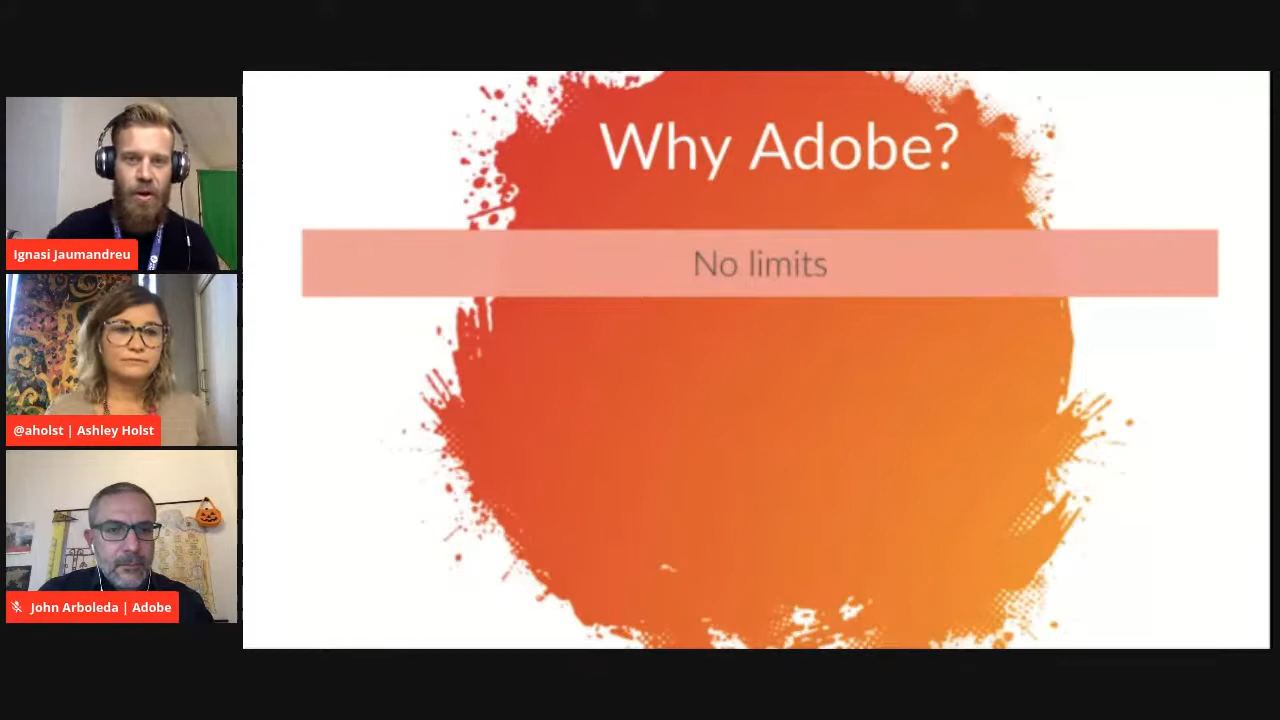 Ignasi Jaumandreu
@aholst | Ashley Holst
John Arboleda | Adobe
Why Adobe?
No limits